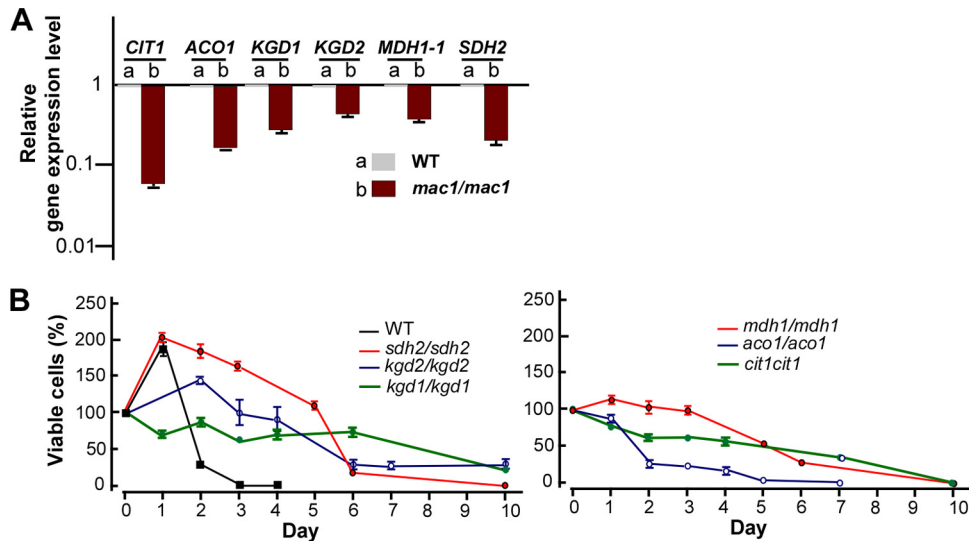 A
CIT1 ACO1 KGD1 KGD2 MDH1-1 SDH2
a b a b a b a b a b a b
Relative
gene expression level
1
0.1
0.01
a WT
b mac1/mac1
B
Viable cells (%)
250
200
150
100
50
0
0 1 2 3 4 5 6 7 8 9 10
Day
WT
sdh2/sdh2
kgd2/kgd2
kgd1/kgd1
250
200
150
100
50
0
0 1 2 3 4 5 6 7 8 9 10
Day
mdh1/mdh1
aco1/aco1
cit1cit1